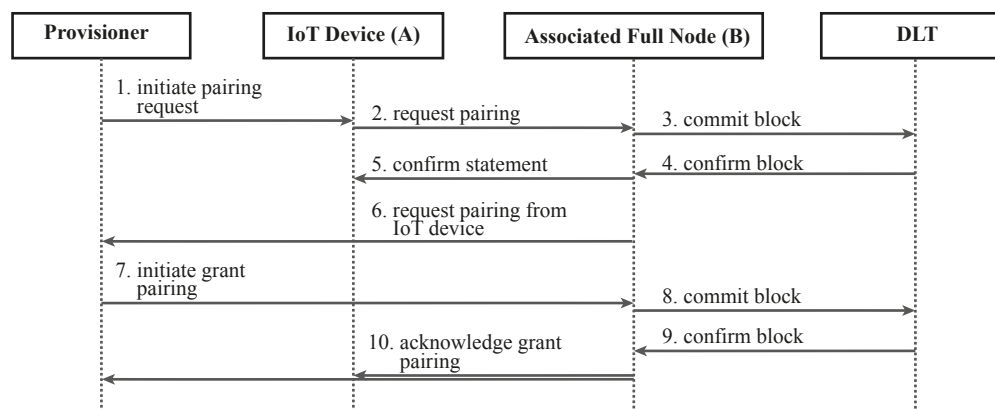 Provisioner
IoT Device (A)
Associated Full Node (B)
DLT
1. initiate pairing
request
2. request pairing
3. commit block
4. confirm block
5. confirm statement
6. request pairing from
IoT device
7. initiate grant
pairing
8. commit block
9. confirm block
10. acknowledge grant
pairing